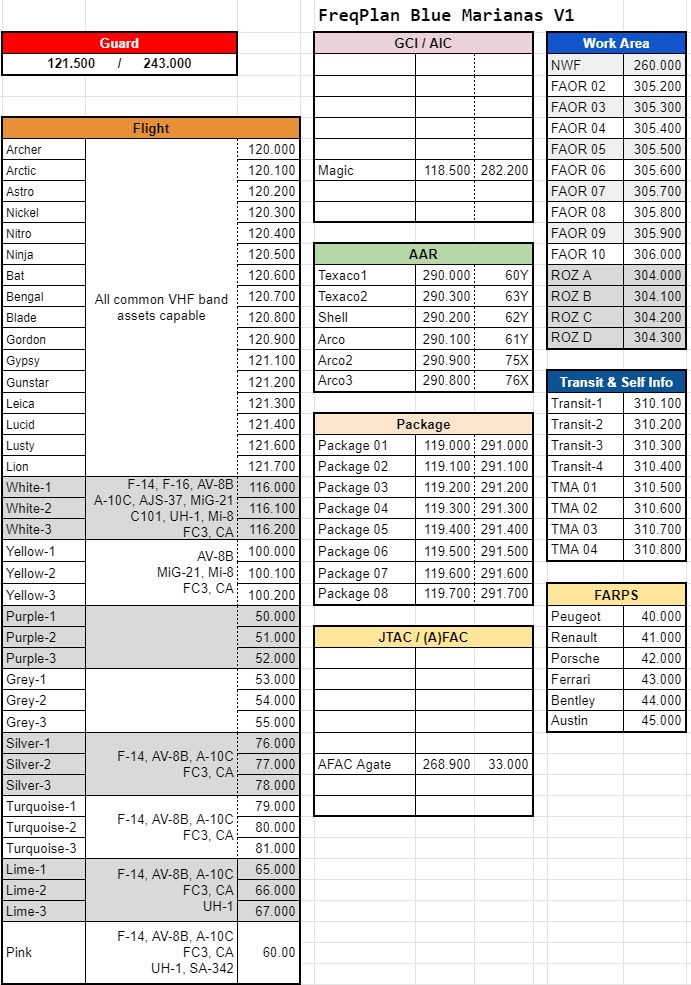 FreqPlan Blue Marianas V1
Guard
121.500 / 243.000
Flight
Archer 120.000
Arctic 120.100
Astro 120.200
Nickel 120.300
Nitro 120.400
Ninja 120.500
Bat 120.600
Bengal 120.700
Blade 120.800
Gordon 120.900
Gypsy 121.100
Gunstar 121.200
Leica 121.300
Lucid 121.400
Lusty 121.600
Lion 121.700
All common VHF band
assets capable
White-1 116.000
White-2 116.100
White-3 116.200
F-14, F-16, AV-8B
A-10C, AJS-37, MiG-21
C101, UH-1, Mi-8
FC3, CA
Yellow-1 100.000
Yellow-2 100.100
Yellow-3 100.200
AV-8B
MiG-21, Mi-8
FC3, CA
Purple-1 50.000
Purple-2 51.000
Purple-3 52.000
Grey-1 53.000
Grey-2 54.000
Grey-3 55.000
Silver-1 76.000
Silver-2 77.000
Silver-3 78.000
F-14, AV-8B, A-10C
FC3, CA
Turquoise-1 79.000
Turquoise-2 80.000
Turquoise-3 81.000
F-14, AV-8B, A-10C
FC3, CA
Lime-1 65.000
Lime-2 66.000
Lime-3 67.000
F-14, AV-8B, A-10C
FC3, CA
UH-1
Pink 60.00
F-14, AV-8B, A-10C
FC3, CA
UH-1, SA-342
GCI / AIC
Magic 118.500 282.200
AAR
Texaco1 290.000 60Y
Texaco2 290.300 63Y
Shell 290.200 62Y
Arco 290.100 61Y
Arco2 290.900 75X
Arco3 290.800 76X
Package
Package 01 119.000 291.000
Package 02 119.100 291.100
Package 03 119.200 291.200
Package 04 119.300 291.300
Package 05 119.400 291.400
Package 06 119.500 291.500
Package 07 119.600 291.600
Package 08 119.700 291.700
JTAC / (A)FAC
AFAC Agate 268.900 33.000
Work Area
NWF 260.000
FAOR 02 305.200
FAOR 03 305.300
FAOR 04 305.400
FAOR 05 305.500
FAOR 06 305.600
FAOR 07 305.700
FAOR 08 305.800
FAOR 09 305.900
FAOR 10 306.000
ROZ A 304.000
ROZ B 304.100
ROZ C 304.200
ROZ D 304.300
Transit & Self Info
Transit-1 310.100
Transit-2 310.200
Transit-3 310.300
Transit-4 310.400
TMA 01 310.500
TMA 02 310.600
TMA 03 310.700
TMA 04 310.800
FARPS
Peugeot 40.000
Renault 41.000
Porsche 42.000
Ferrari 43.000
Bentley 44.000
Austin 45.000